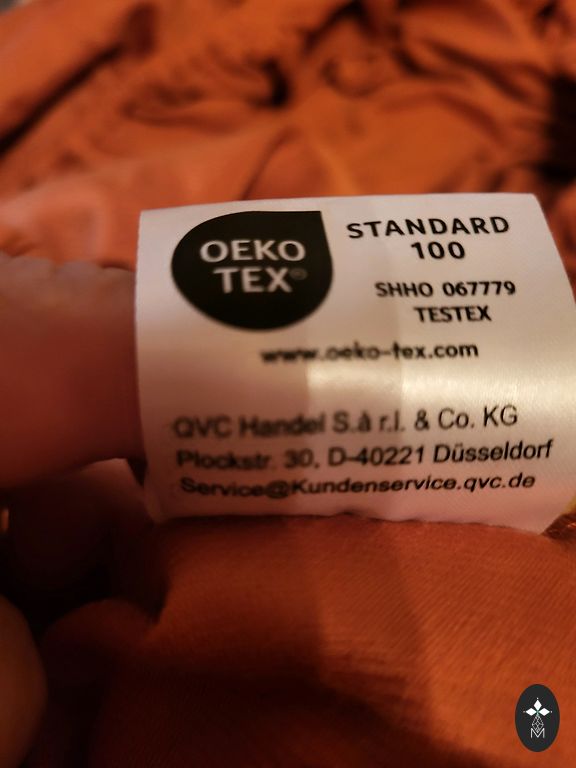 OEKO
TEX®
STANDARD
100
SHHO 067779
TESTEX
www.oeko-tex.com
QVC Handel S.à r.l. & Co. KG
Plockstr. 30, D-40221 Düsseldorf
Service@Kundenservice.qvc.de
M